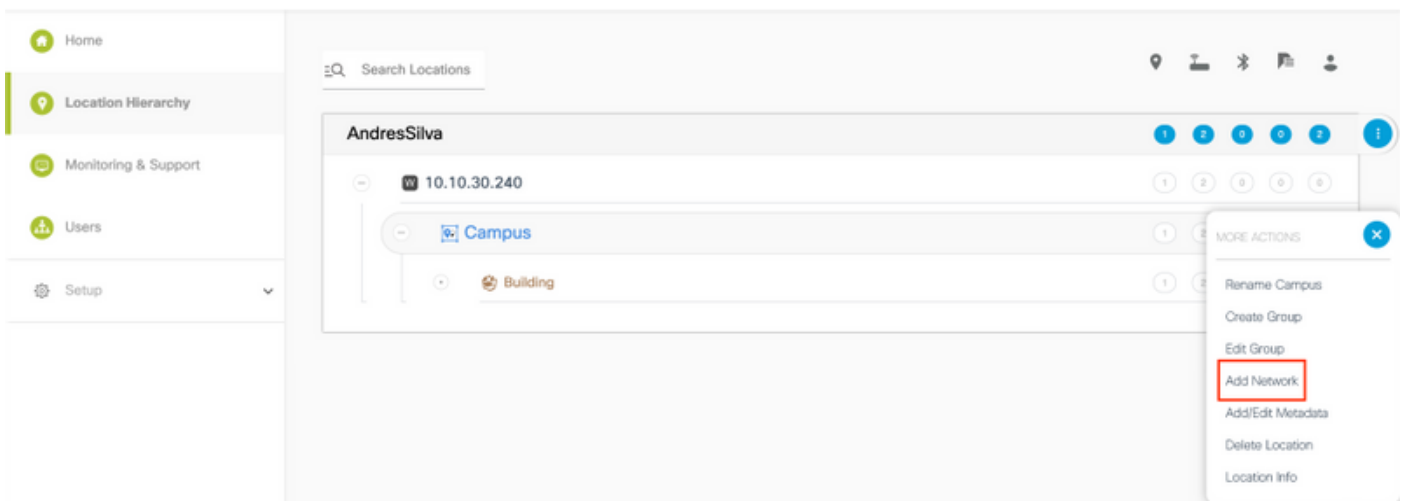 Home
Search Locations
Location Hierarchy
AndresSilva 1 2 0 0 2
Monitoring & Support
W 10.10.30.240 1 2 0 0 0
Users
Campus 1 2
MORE ACTIONS
Setup
Building 1 2
Rename Campus
Create Group
Edit Group
Add Network
Add/Edit Metadata
Delete Location
Location Info